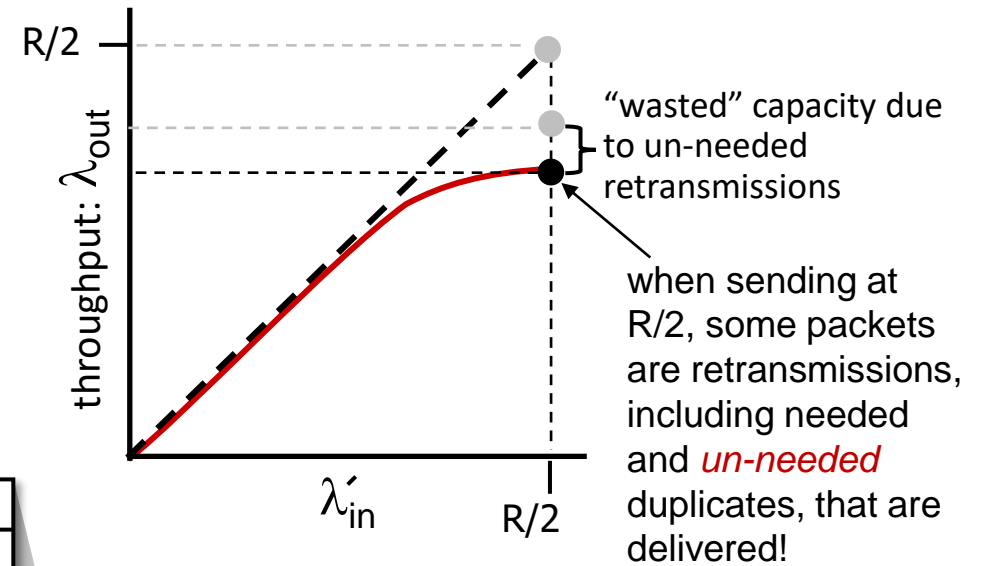 R/2
throughput: λout
λ′in
R/2
“wasted” capacity due
to un-needed
retransmissions
when sending at
R/2, some packets
are retransmissions,
including needed
and un-needed
duplicates, that are
delivered!